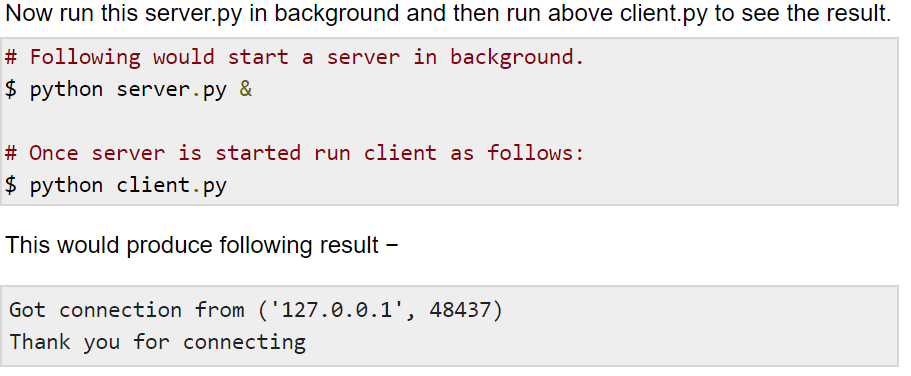 Now run this server.py in background and then run above client.py to see the result.
# Following would start a server in background.
$ python server.py &
# Once server is started run client as follows:
$ python client.py
This would produce following result −
Got connection from ('127.0.0.1', 48437)
Thank you for connecting